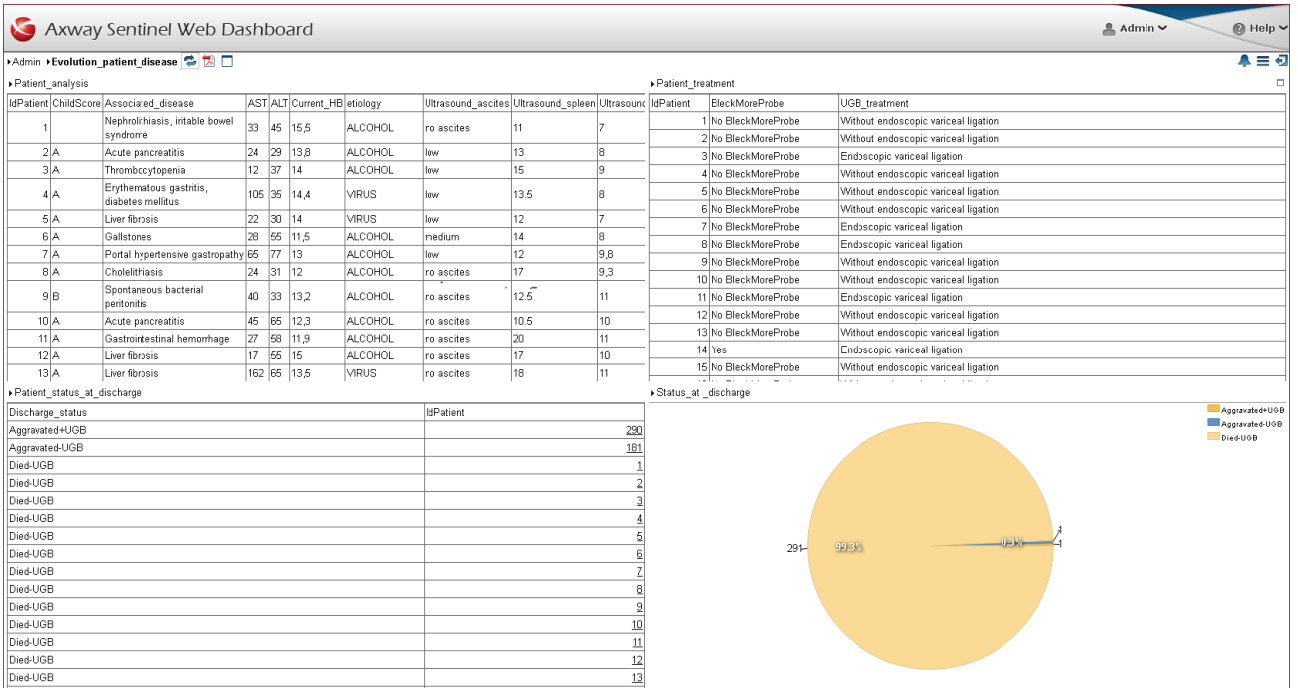 Axway Sentinel Web Dashboard
Admin
Help
Admin Evolution_patient_disease
Patient_analysis
IdPatient ChildScore Associated_disease AST ALT Current_HB etiology Ultrasound_ascites Ultrasound_spleen Ultrasound
1 Nephrolithiasis, iritable bowel syndrome 33 45 15,5 ALCOHOL ro ascites 11 7
2 A Acute pancreatitis 24 29 13,8 ALCOHOL low 13 8
3 A Thrombocytopenia 12 37 14 ALCOHOL low 15 9
4 A Erythematous gastritis, diabetes mellitus 105 35 14,4 VIRUS low 13.5 8
5 A Liver fibrosis 22 30 14 VIRUS low 12 7
6 A Gallstones 28 55 11,5 ALCOHOL medium 14 8
7 A Portal hypertensive gastropathy 65 77 13 ALCOHOL low 12 9,8
8 A Cholelithiasis 24 31 12 ALCOHOL ro ascites 17 9,3
9 B Spontaneous bacterial peritonitis 40 33 13,2 ALCOHOL ro ascites 12.5 11
10 A Acute pancreatitis 45 65 12,3 ALCOHOL ro ascites 10.5 10
11 A Gastrointestinal hemorrhage 27 58 11,9 ALCOHOL ro ascites 20 11
12 A Liver fibrosis 17 55 15 ALCOHOL ro ascites 17 10
13 A Liver fibrosis 162 65 13,5 VIRUS ro ascites 18 11
Patient_treatment
IdPatient BleckMoreProbe UGB_treatment
1 No BleckMoreProbe Without endoscopic variceal ligation
2 No BleckMoreProbe Without endoscopic variceal ligation
3 No BleckMoreProbe Endoscopic variceal ligation
4 No BleckMoreProbe Without endoscopic variceal ligation
5 No BleckMoreProbe Without endoscopic variceal ligation
6 No BleckMoreProbe Without endoscopic variceal ligation
7 No BleckMoreProbe Endoscopic variceal ligation
8 No BleckMoreProbe Endoscopic variceal ligation
9 No BleckMoreProbe Without endoscopic variceal ligation
10 No BleckMoreProbe Without endoscopic variceal ligation
11 No BleckMoreProbe Endoscopic variceal ligation
12 No BleckMoreProbe Without endoscopic variceal ligation
13 No BleckMoreProbe Without endoscopic variceal ligation
14 Yes Endoscopic variceal ligation
15 No BleckMoreProbe Without endoscopic variceal ligation
Patient_status_at_discharge
Discharge_status IdPatient
Aggravated+UGB 290
Aggravated-UGB 181
Died-UGB 1
Died-UGB 2
Died-UGB 3
Died-UGB 4
Died-UGB 5
Died-UGB 6
Died-UGB 7
Died-UGB 8
Died-UGB 9
Died-UGB 10
Died-UGB 11
Died-UGB 12
Died-UGB 13
Status_at _discharge
Aggravated+UGB
Aggravated-UGB
Died-UGB
291 99.3% 0.3% 1
1